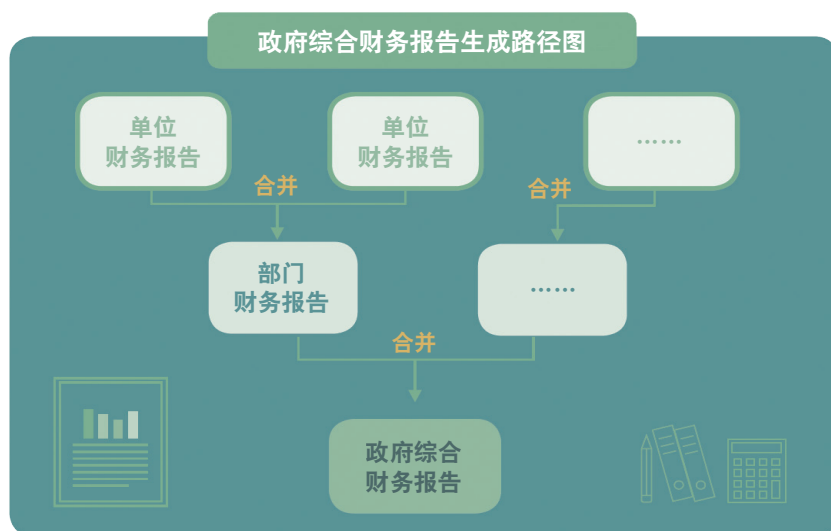 政府综合财务报告生成路径图
单位
财务报告
单位
财务报告
……
合并
合并
部门
财务报告
……
合并
政府综合
财务报告